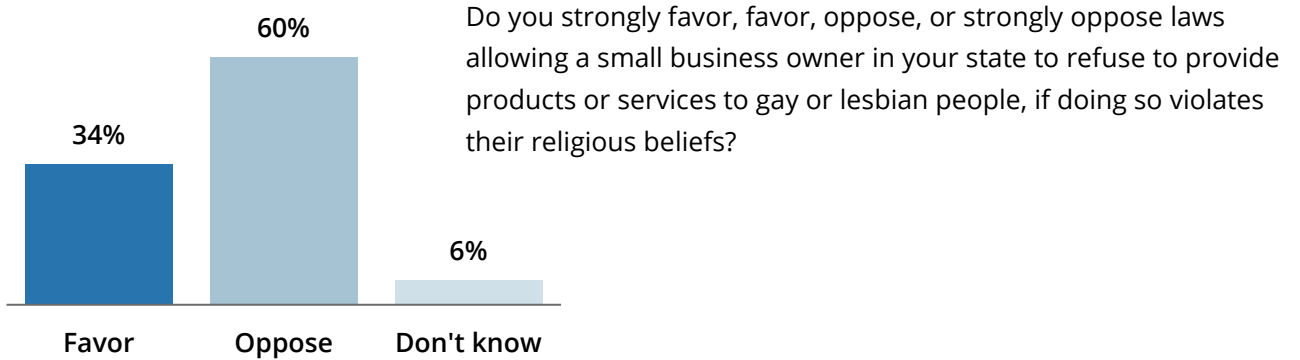 Do you strongly favor, favor, oppose, or strongly oppose laws
allowing a small business owner in your state to refuse to provide
products or services to gay or lesbian people, if doing so violates
their religious beliefs?
34%
60%
6%
Favor
Oppose
Don't know